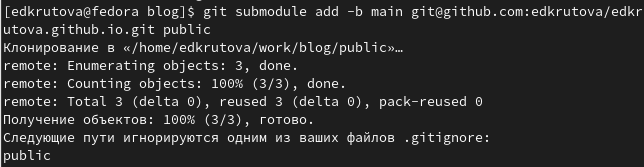 [edkrutova@fedora blog]$ git submodule add -b main git@github.com:edkrutova/edkr
utova.github.io.git public
Клонирование в «/home/edkrutova/work/blog/public»…
remote: Enumerating objects: 3, done.
remote: Counting objects: 100% (3/3), done.
remote: Total 3 (delta 0), reused 3 (delta 0), pack-reused 0
Получение объектов: 100% (3/3), готово.
Следующие пути игнорируются одним из ваших файлов .gitignore:
public